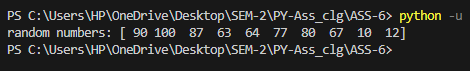 PS C:\Users\HP\OneDrive\Desktop\SEM-2\PY-Ass_clg\ASS-6> python -u
random numbers: [ 90 100  87  63  64  77  80  67  10  12]
PS C:\Users\HP\OneDrive\Desktop\SEM-2\PY-Ass_clg\ASS-6>